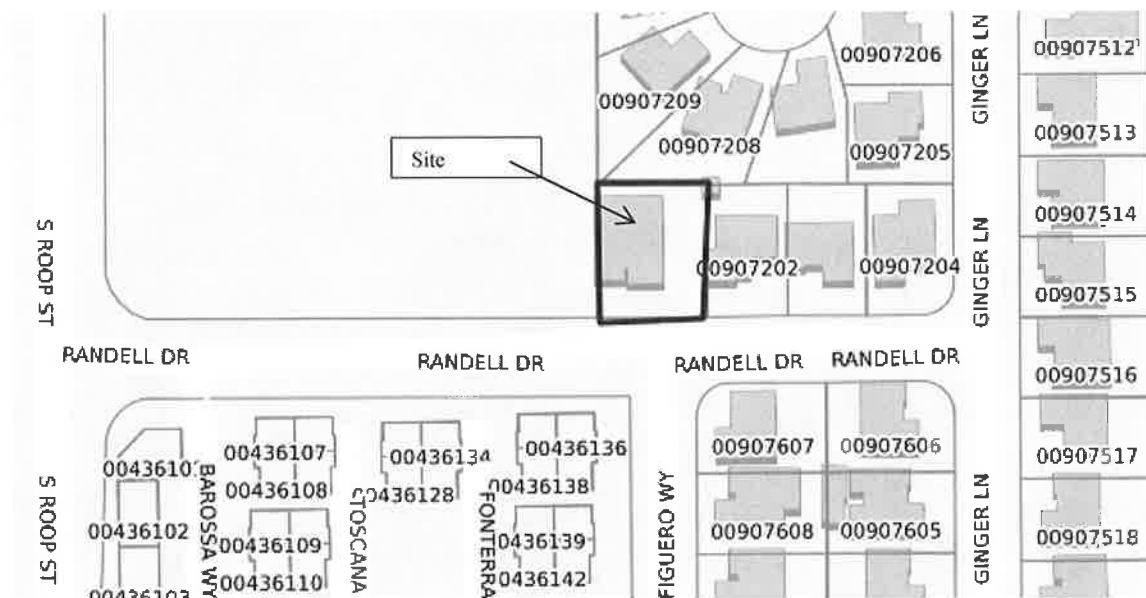 00907206
GINGER LN
00907512
00907209
00907513
00907208
00907205
Site
S ROOP ST
00907514
00907202
00907204
GINGER LN
00907515
RANDELL DR
RANDELL DR
RANDELL DR
RANDELL DR
00907516
00436107
00436134
00436136
00907607
00907606
00907517
BAROSSA WY
00436108
00436128
00436138
S ROOP ST
TOSCANA
FONTERRA
FIGUERO WY
GINGER LN
00436102
00436109
00436139
00907608
00907605
00907518
00436110
00436142
00436103